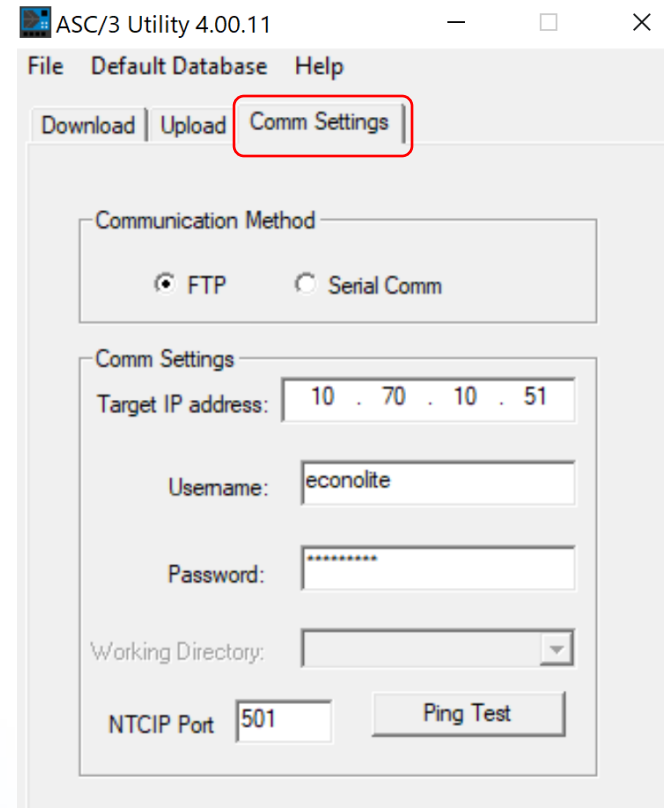 ASC/3 Utility 4.00.11
File Default Database Help
Download Upload Comm Settings
Communication Method
FTP Serial Comm
Comm Settings
Target IP address: 10 . 70 . 10 . 51
Username: econolite
Password: *********
Working Directory:
NTCIP Port 501 Ping Test